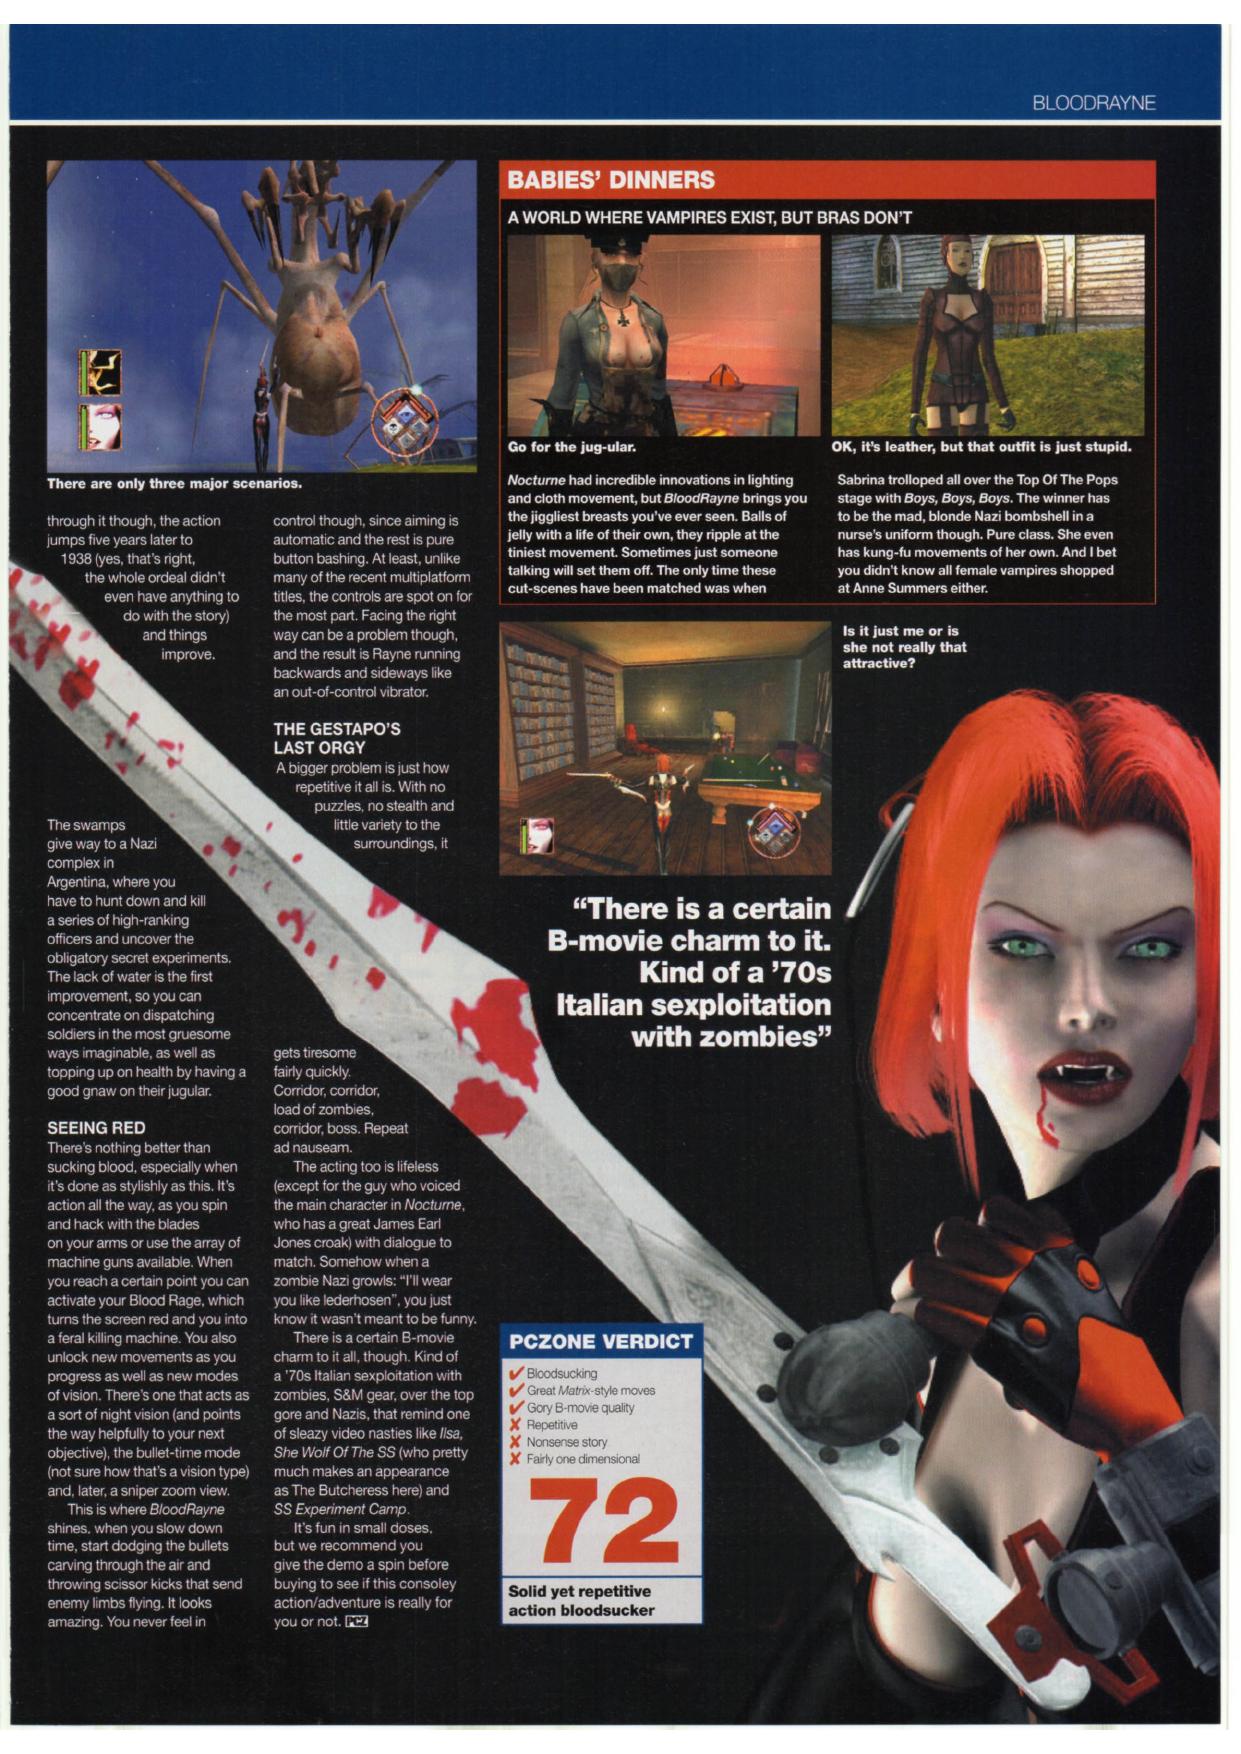 BLOODRAYNE
There are only three major scenarios.
through it though, the action
jumps five years later to
1938 (yes, that's right,
the whole ordeal didn't
even have anything to
do with the story)
and things
improve.
The swamps
give way to a Nazi
complex in
Argentina, where you
have to hunt down and kill
a series of high-ranking
officers and uncover the
obligatory secret experiments.
The lack of water is the first
improvement, so you can
concentrate on dispatching
soldiers in the most gruesome
ways imaginable, as well as
topping up on health by having a
good gnaw on their jugular.
SEEING RED
There's nothing better than
sucking blood, especially when
it's done as stylishly as this. It's
action all the way, as you spin
and hack with the blades
on your arms or use the array of
machine guns available. When
you reach a certain point you can
activate your Blood Rage, which
turns the screen red and you into
a feral killing machine. You also
unlock new movements as you
progress as well as new modes
of vision. There's one that acts as
a sort of night vision (and points
the way helpfully to your next
objective), the bullet-time mode
(not sure how that's a vision type)
and, later, a sniper zoom view.
This is where BloodRayne
shines, when you slow down
time, start dodging the bullets
carving through the air and
throwing scissor kicks that send
enemy limbs flying. It looks
amazing. You never feel in
control though, since aiming is
automatic and the rest is pure
button bashing. At least, unlike
many of the recent multiplatform
titles, the controls are spot on for
the most part. Facing the right
way can be a problem though,
and the result is Rayne running
backwards and sideways like
an out-of-control vibrator.
THE GESTAPO'S
LAST ORGY
A bigger problem is just how
repetitive it all is. With no
puzzles, no stealth and
little variety to the
surroundings, it
gets tiresome
fairly quickly.
Corridor, corridor,
load of zombies,
corridor, boss. Repeat
ad nauseam.
The acting too is lifeless
(except for the guy who voiced
the main character in Nocturne,
who has a great James Earl
Jones croak) with dialogue to
match. Somehow when a
zombie Nazi growls: "I'll wear
you like lederhosen", you just
know it wasn't meant to be funny.
There is a certain B-movie
charm to it all, though. Kind of
a '70s Italian sexploitation with
zombies, S&M gear, over the top
gore and Nazis, that remind one
of sleazy video nasties like Ilsa,
She Wolf Of The SS (who pretty
much makes an appearance
as The Butcheress here) and
SS Experiment Camp.
It's fun in small doses,
but we recommend you
give the demo a spin before
buying to see if this consoley
action/adventure is really for
you or not. PCZ
BABIES' DINNERS
A WORLD WHERE VAMPIRES EXIST, BUT BRAS DON'T
Go for the jug-ular.
OK, it's leather, but that outfit is just stupid.
Nocturne had incredible innovations in lighting
and cloth movement, but BloodRayne brings you
the jiggliest breasts you've ever seen. Balls of
jelly with a life of their own, they ripple at the
tiniest movement. Sometimes just someone
talking will set them off. The only time these
cut-scenes have been matched was when
Sabrina trolloped all over the Top Of The Pops
stage with Boys, Boys, Boys. The winner has
to be the mad, blonde Nazi bombshell in a
nurse's uniform though. Pure class. She even
has kung-fu movements of her own. And I bet
you didn't know all female vampires shopped
at Anne Summers either.
Is it just me or is
she not really that
attractive?
"There is a certain
B-movie charm to it.
Kind of a '70s
Italian sexploitation
with zombies"
PCZONE VERDICT
Bloodsucking
Great Matrix-style moves
Gory B-movie quality
Repetitive
Nonsense story
Fairly one dimensional
72
Solid yet repetitive
action bloodsucker